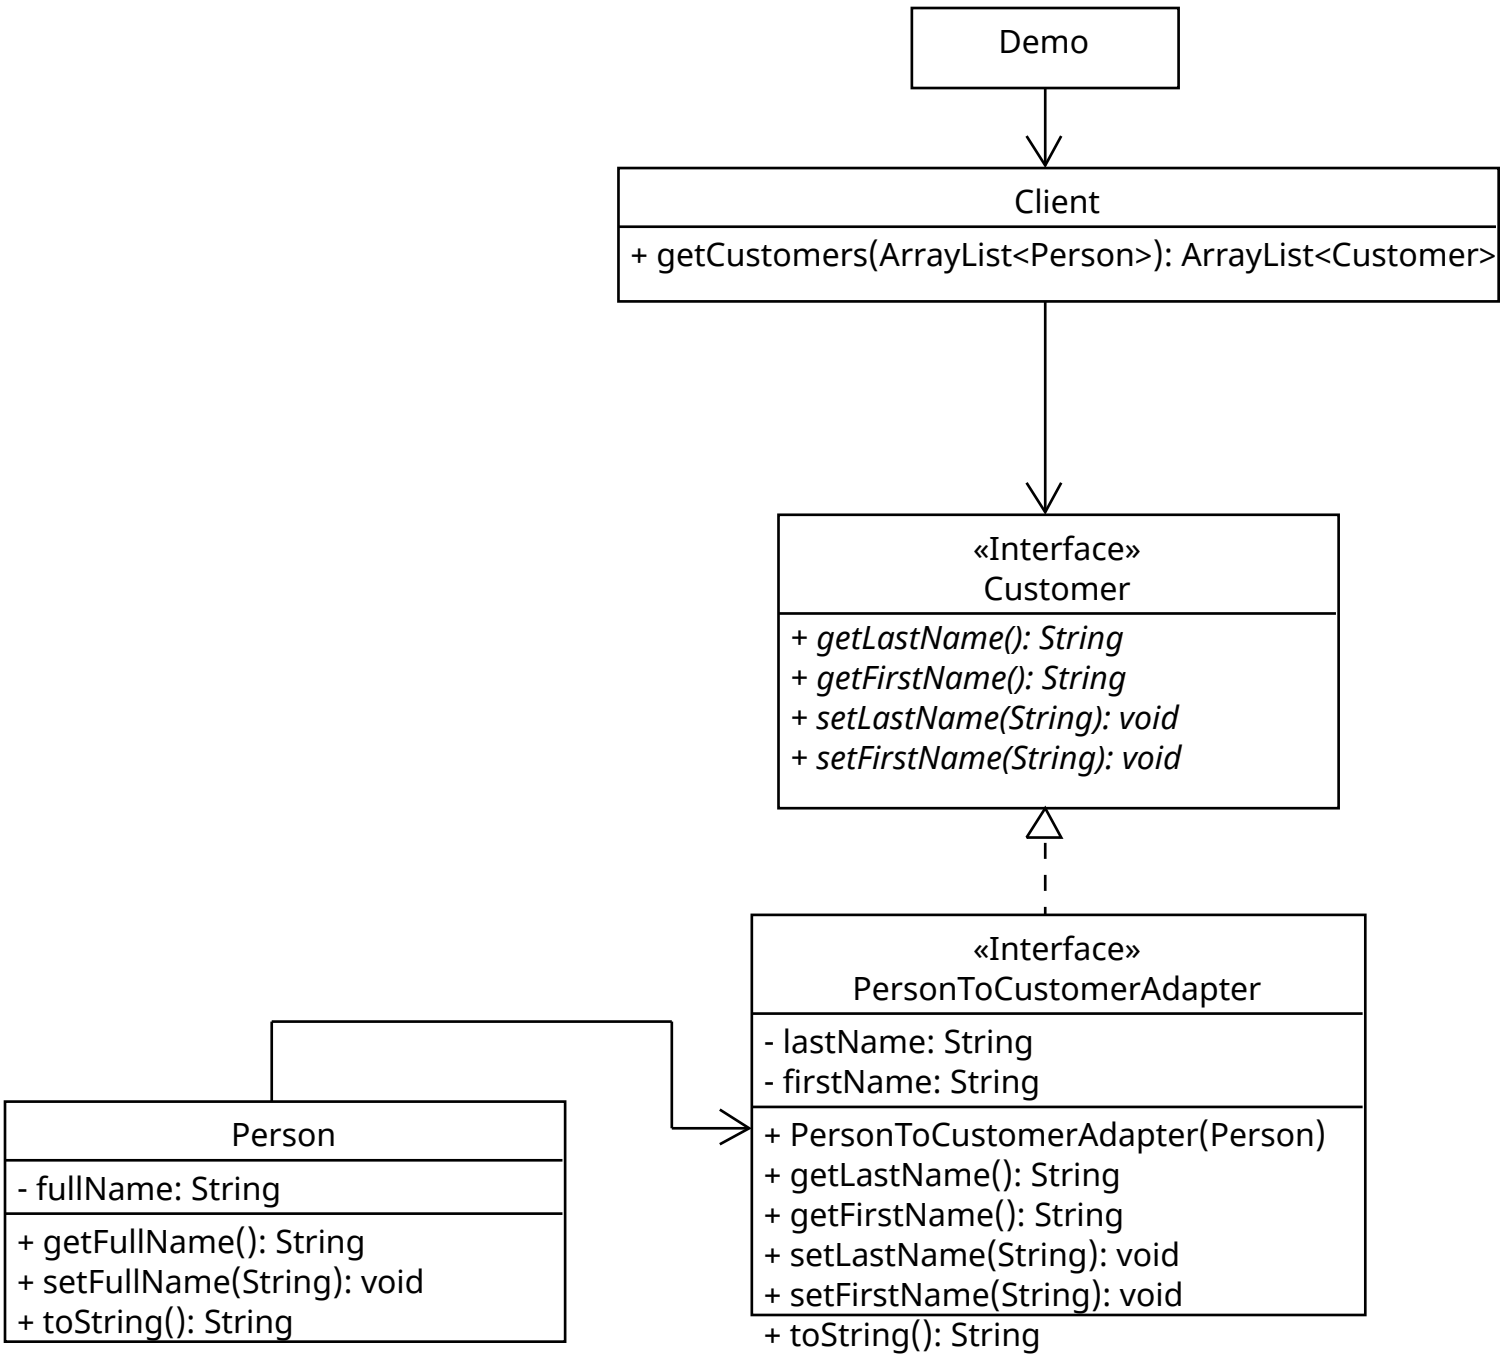 Demo
Client
+ getCustomers(ArrayList<Person>): ArrayList<Customer>
«Interface»
Customer
+ getLastName(): String
+ getFirstName(): String
+ setLastName(String): void
+ setFirstName(String): void
«Interface»
PersonToCustomerAdapter
- lastName: String
- firstName: String
+ PersonToCustomerAdapter(Person)
+ getLastName(): String
+ getFirstName(): String
+ setLastName(String): void
+ setFirstName(String): void
+ toString(): String
Person
- fullName: String
+ getFullName(): String
+ setFullName(String): void
+ toString(): String